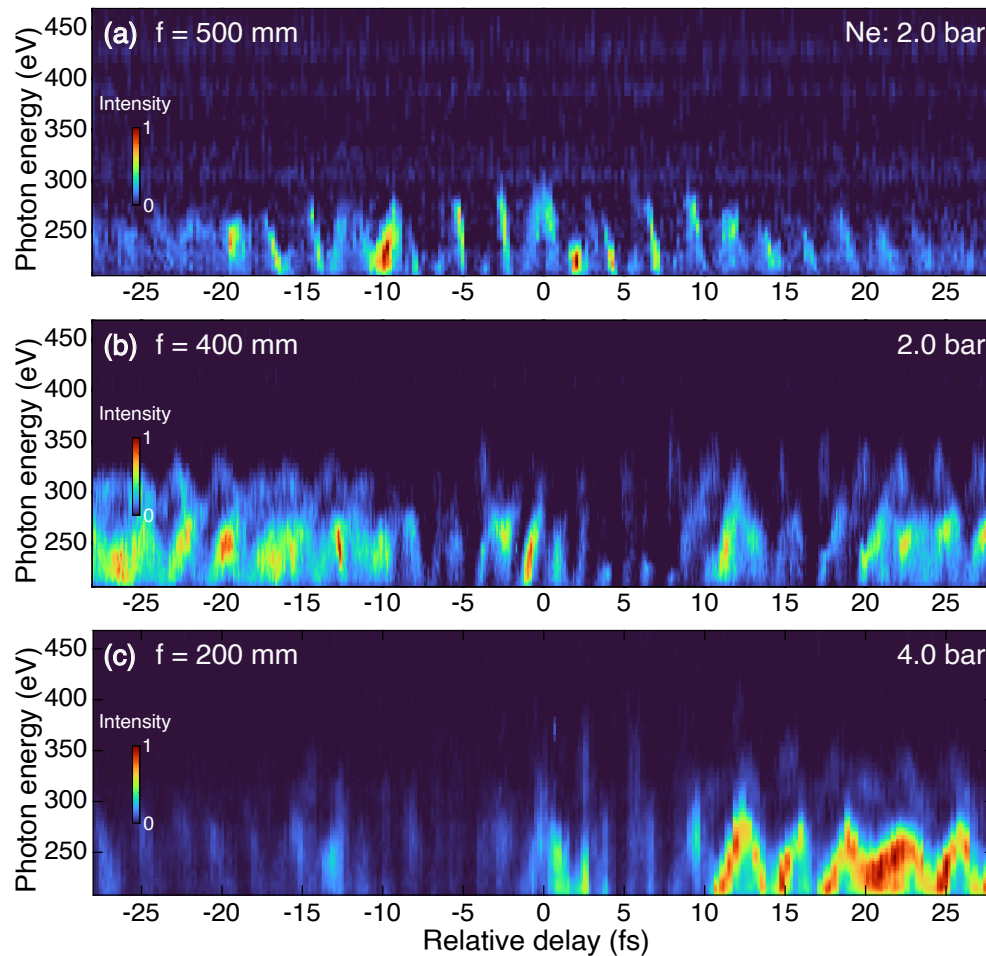 (a) f = 500 mm Ne: 2.0 bar
Photon energy (eV)
450
400
350
300
250
Intensity
1
0
-25 -20 -15 -10 -5 0 5 10 15 20 25
(b) f = 400 mm 2.0 bar
Photon energy (eV)
450
400
350
300
250
Intensity
1
0
-25 -20 -15 -10 -5 0 5 10 15 20 25
(c) f = 200 mm 4.0 bar
Photon energy (eV)
450
400
350
300
250
Intensity
1
0
-25 -20 -15 -10 -5 0 5 10 15 20 25
Relative delay (fs)